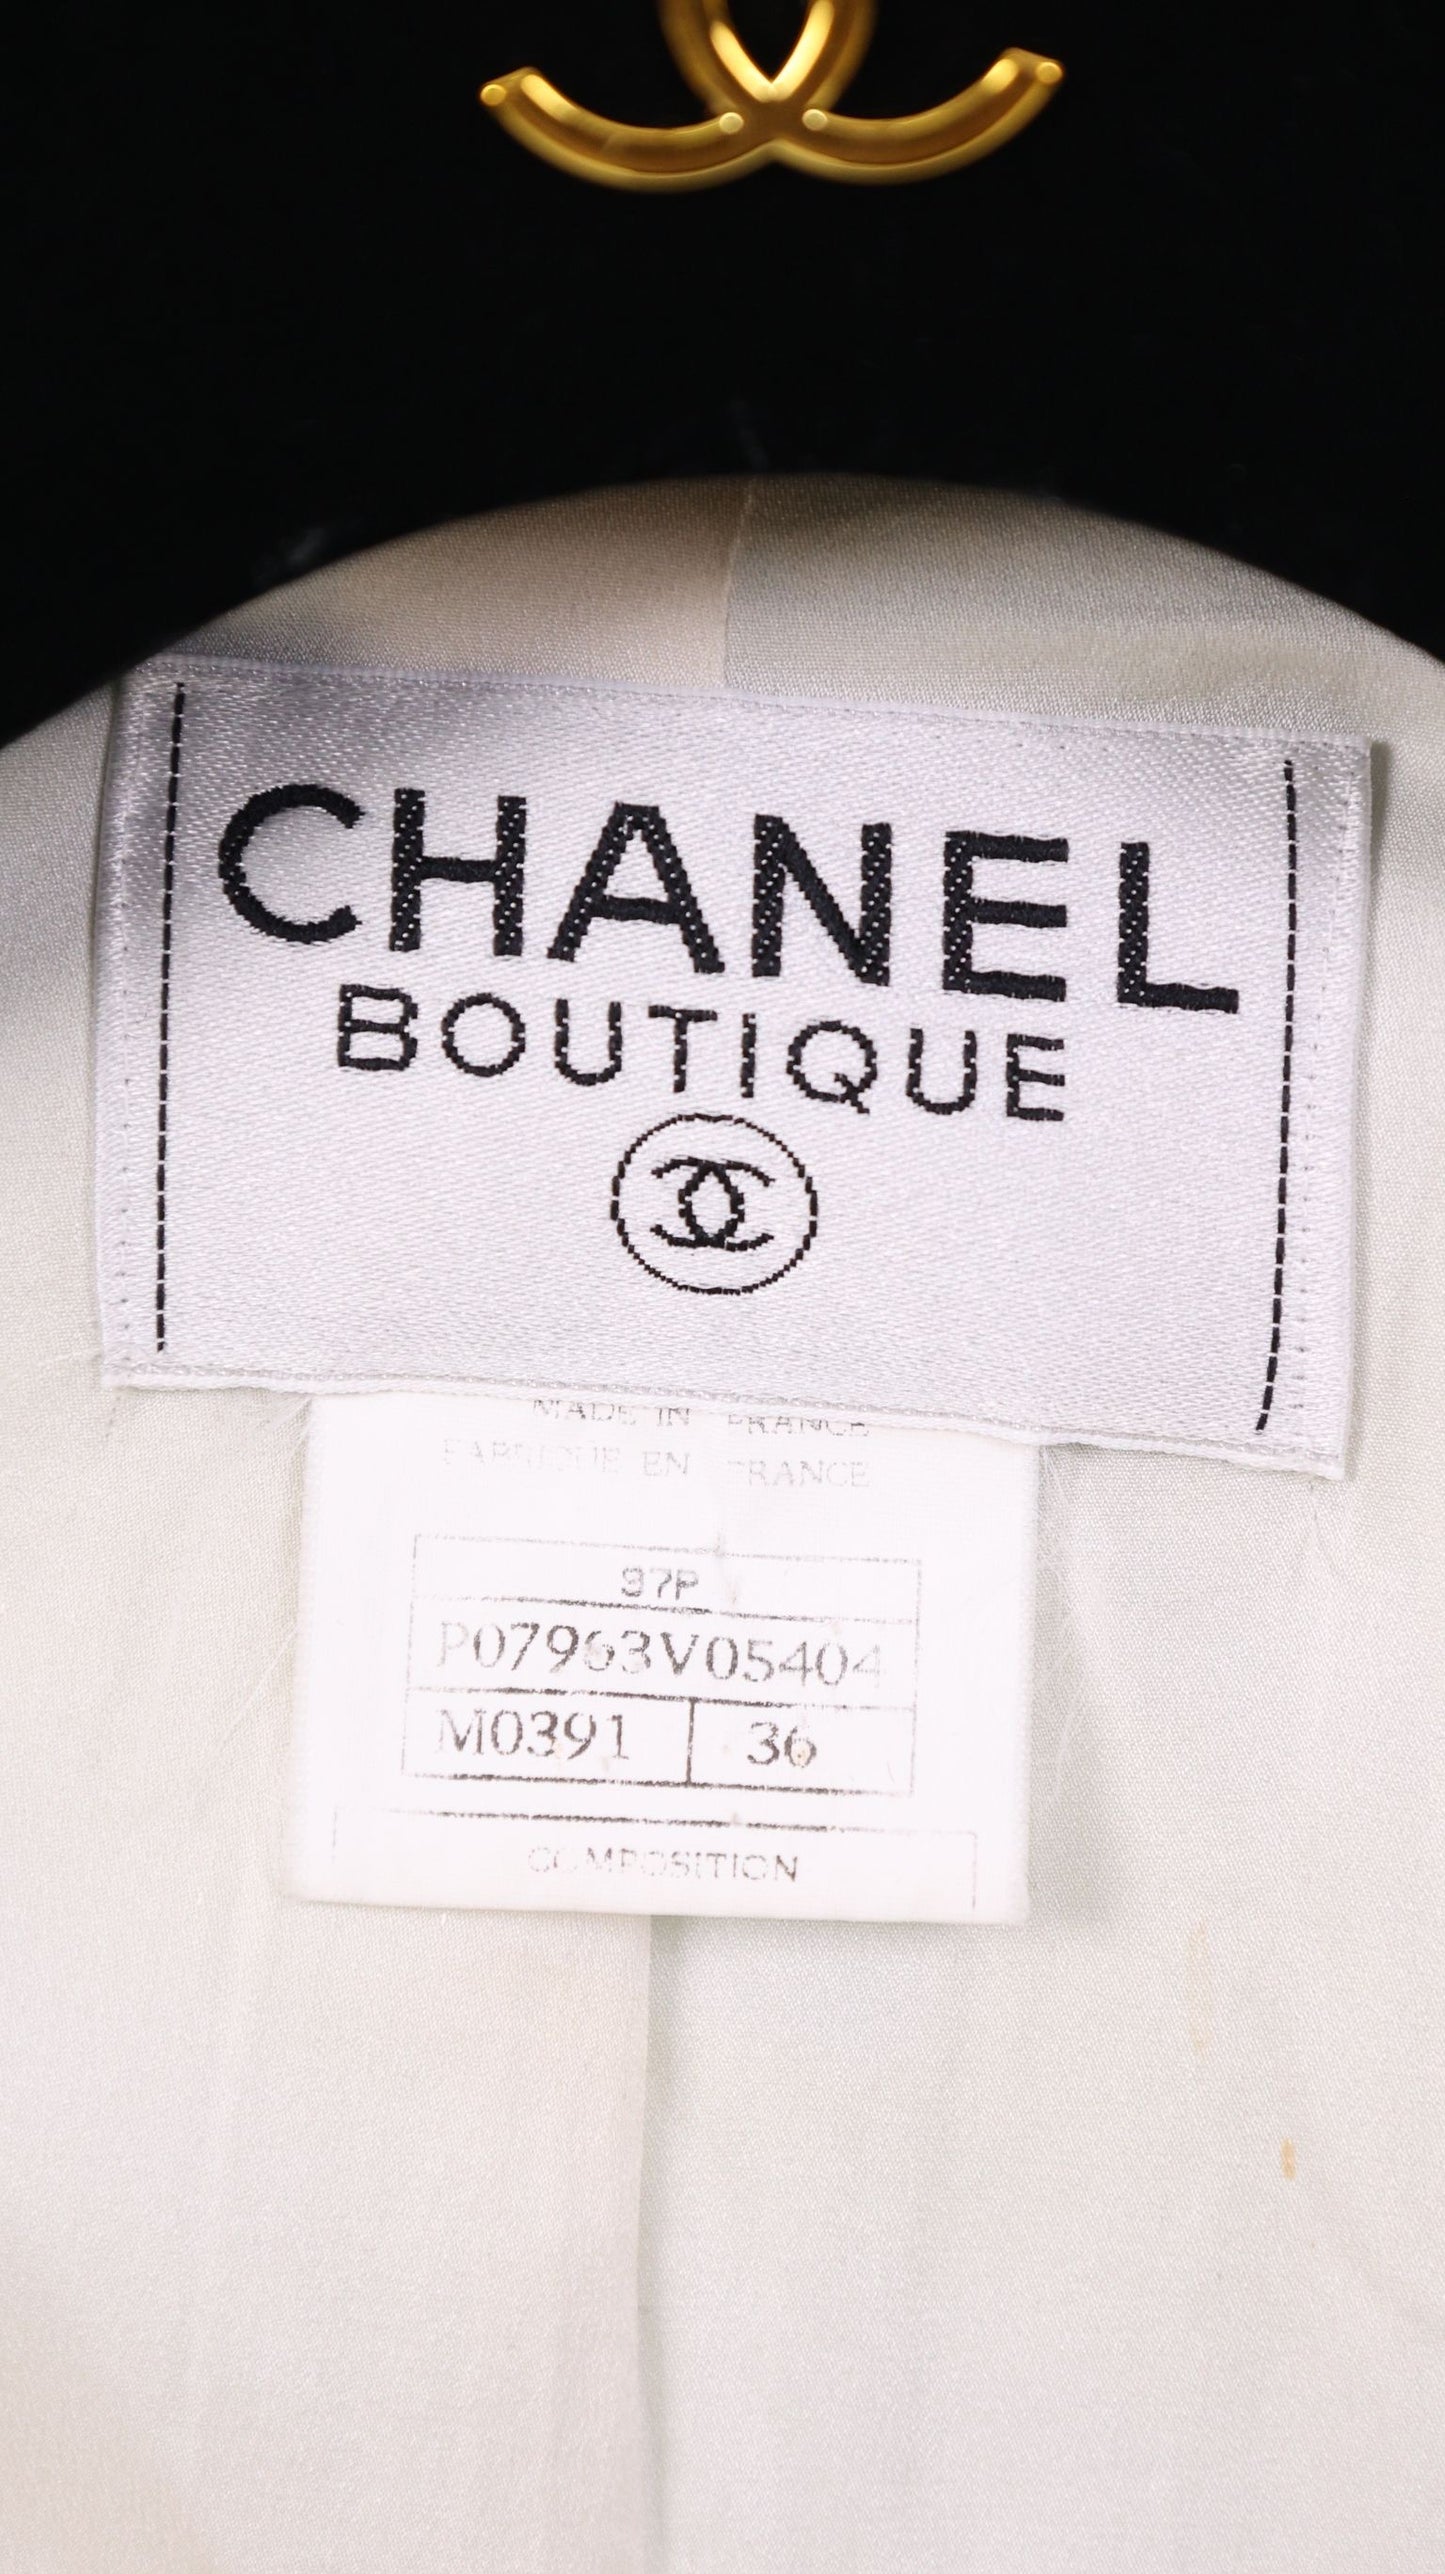 CHANEL
BOUTIQUE
MADE IN FRANCE
FABRIQUE EN FRANCE
97P
P07963V05404
M0391 36
COMPOSITION